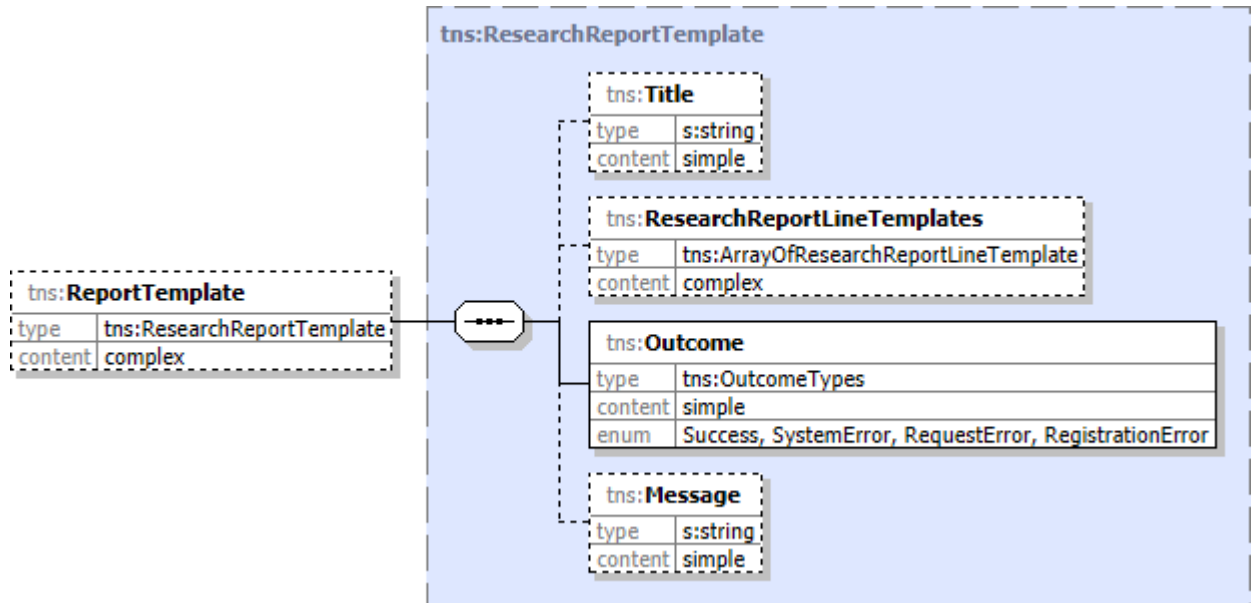 tns:ResearchReportTemplate
tns:Title
type s:string
content simple
tns:ResearchReportLineTemplates
type tns:ArrayOfResearchReportLineTemplate
content complex
tns:ReportTemplate
type tns:ResearchReportTemplate
content complex
tns:Outcome
type tns:OutcomeTypes
content simple
enum Success, SystemError, RequestError, RegistrationError
tns:Message
type s:string
content simple